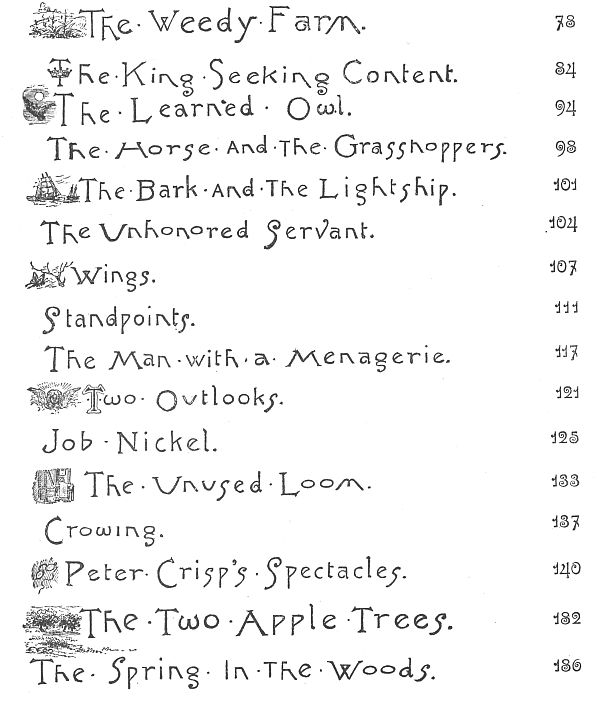 The Weedy Farm. 78
The King Seeking Content. 84
The Learned Owl. 94
The Horse And The Grasshoppers. 98
The Bark And The Lightship. 101
The Unhonored Servant. 104
Wings. 107
Standpoints. 111
The Man with a Menagerie. 117
Two Outlooks. 121
Job Nickel. 125
The Unused Loom. 133
Crowing. 137
Peter Crisp's Spectacles. 140
The Two Apple Trees. 182
The Spring In The Woods. 186